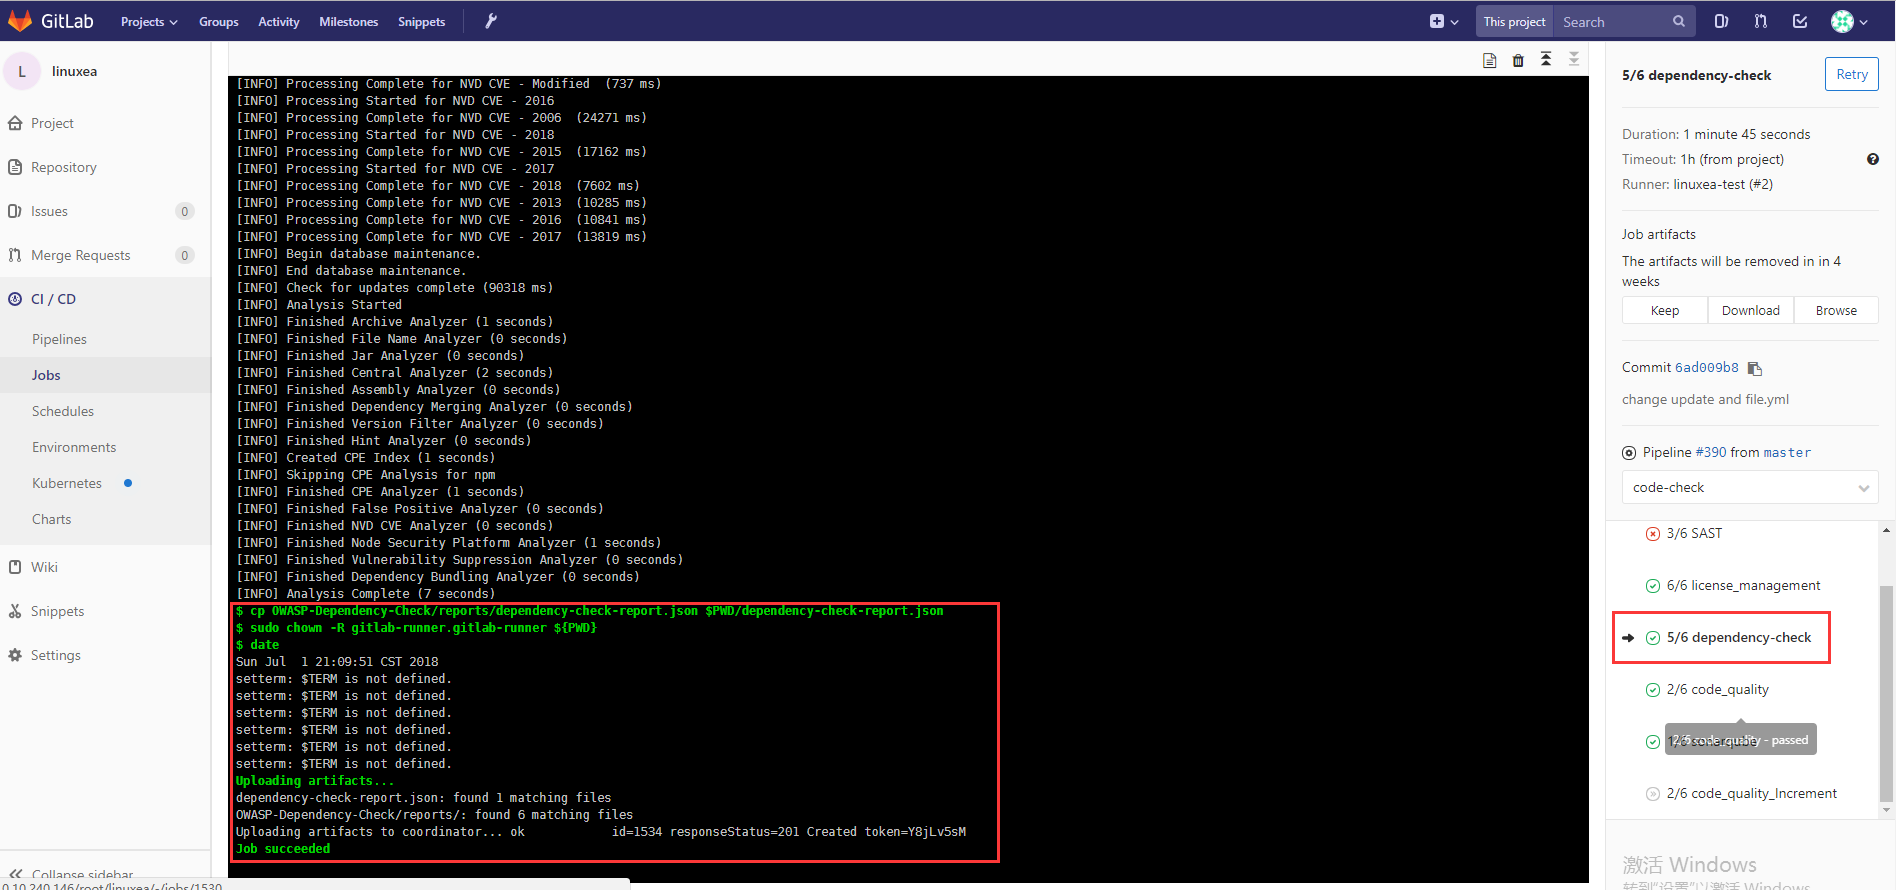 GitLab Projects Groups Activity Milestones Snippets This project Search
L linuxea
Project
Repository
Issues 0
Merge Requests 0
CI / CD
Pipelines
Jobs
Schedules
Environments
Kubernetes
Charts
Wiki
Snippets
Settings
Collapse sidebar
0.10.240.146/root/linuxea/-/jobs/1530
[INFO] Processing Complete for NVD CVE - Modified (737 ms)
[INFO] Processing Started for NVD CVE - 2016
[INFO] Processing Complete for NVD CVE - 2006 (24271 ms)
[INFO] Processing Started for NVD CVE - 2018
[INFO] Processing Complete for NVD CVE - 2015 (17162 ms)
[INFO] Processing Started for NVD CVE - 2017
[INFO] Processing Complete for NVD CVE - 2018 (7602 ms)
[INFO] Processing Complete for NVD CVE - 2013 (10285 ms)
[INFO] Processing Complete for NVD CVE - 2016 (10841 ms)
[INFO] Processing Complete for NVD CVE - 2017 (13819 ms)
[INFO] Begin database maintenance.
[INFO] End database maintenance.
[INFO] Check for updates complete (90318 ms)
[INFO] Analysis Started
[INFO] Finished Archive Analyzer (1 seconds)
[INFO] Finished File Name Analyzer (0 seconds)
[INFO] Finished Jar Analyzer (0 seconds)
[INFO] Finished Central Analyzer (2 seconds)
[INFO] Finished Assembly Analyzer (0 seconds)
[INFO] Finished Dependency Merging Analyzer (0 seconds)
[INFO] Finished Version Filter Analyzer (0 seconds)
[INFO] Finished Hint Analyzer (0 seconds)
[INFO] Created CPE Index (1 seconds)
[INFO] Skipping CPE Analysis for npm
[INFO] Finished CPE Analyzer (1 seconds)
[INFO] Finished False Positive Analyzer (0 seconds)
[INFO] Finished NVD CVE Analyzer (0 seconds)
[INFO] Finished Node Security Platform Analyzer (1 seconds)
[INFO] Finished Vulnerability Suppression Analyzer (0 seconds)
[INFO] Finished Dependency Bundling Analyzer (0 seconds)
[INFO] Analysis Complete (7 seconds)
$ cp OWASP-Dependency-Check/reports/dependency-check-report.json $PWD/dependency-check-report.json
$ sudo chown -R gitlab-runner.gitlab-runner ${PWD}
$ date
Sun Jul  1 21:09:51 CST 2018
setterm: $TERM is not defined.
setterm: $TERM is not defined.
setterm: $TERM is not defined.
setterm: $TERM is not defined.
setterm: $TERM is not defined.
setterm: $TERM is not defined.
Uploading artifacts...
dependency-check-report.json: found 1 matching files
OWASP-Dependency-Check/reports/: found 6 matching files
Uploading artifacts to coordinator... ok id=1534 responseStatus=201 Created token=Y8jLv5sM
Job succeeded
5/6 dependency-check Retry
Duration: 1 minute 45 seconds
Timeout: 1h (from project)
Runner: linuxea-test (#2)
Job artifacts
The artifacts will be removed in in 4
weeks
Keep Download Browse
Commit 6ad009b8
change update and file.yml
Pipeline #390 from master
code-check
3/6 SAST
6/6 license_management
5/6 dependency-check
2/6 code_quality
2/6 code_quality - passed
2/6 code_quality_Increment
激活 Windows
转到"设置"以激活 Windows